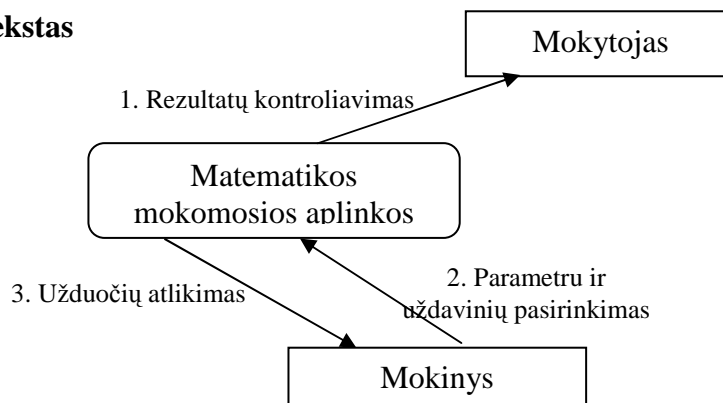 ekstas
Mokytojas
1. Rezultatų kontroliavimas
Matematikos
mokomosios aplinkos
2. Parametru ir
uždavinių pasirinkimas
3. Užduočių atlikimas
Mokinys